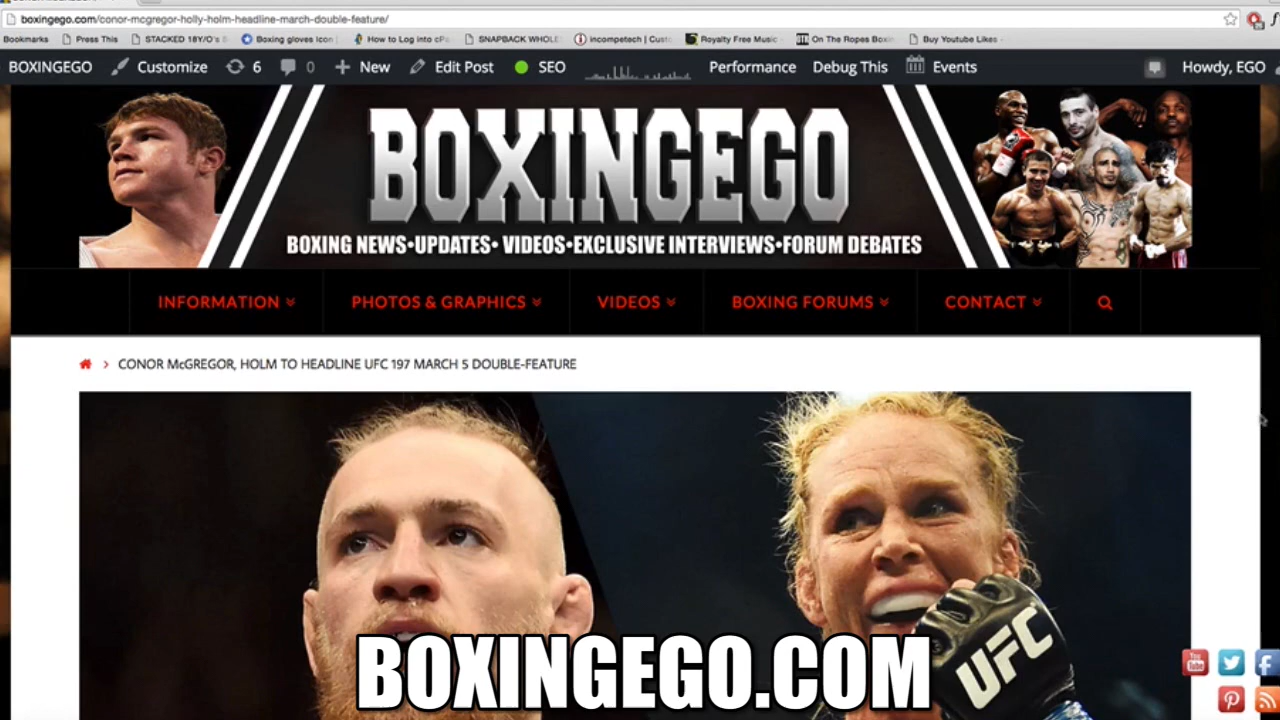 boxingego.com/conor-mcgregor-holly-holm-headline-march-double-feature/
Bookmarks Press This STACKED 18Y/O's Boxing gloves Icon How to Log into cPa SNAPBACK WHOLE incompetech | Cust Royalty Free Music - On The Ropes Boxin Buy Youtube Likes -
BOXINGEGO Customize 6 0 New Edit Post SEO Performance Debug This Events Howdy, EGO
BOXINGEGO
BOXING NEWS•UPDATES• VIDEOS•EXCLUSIVE INTERVIEWS•FORUM DEBATES
INFORMATION PHOTOS & GRAPHICS VIDEOS BOXING FORUMS CONTACT
CONOR McGREGOR, HOLM TO HEADLINE UFC 197 MARCH 5 DOUBLE-FEATURE
UFC
BOXINGEGO.COM
You